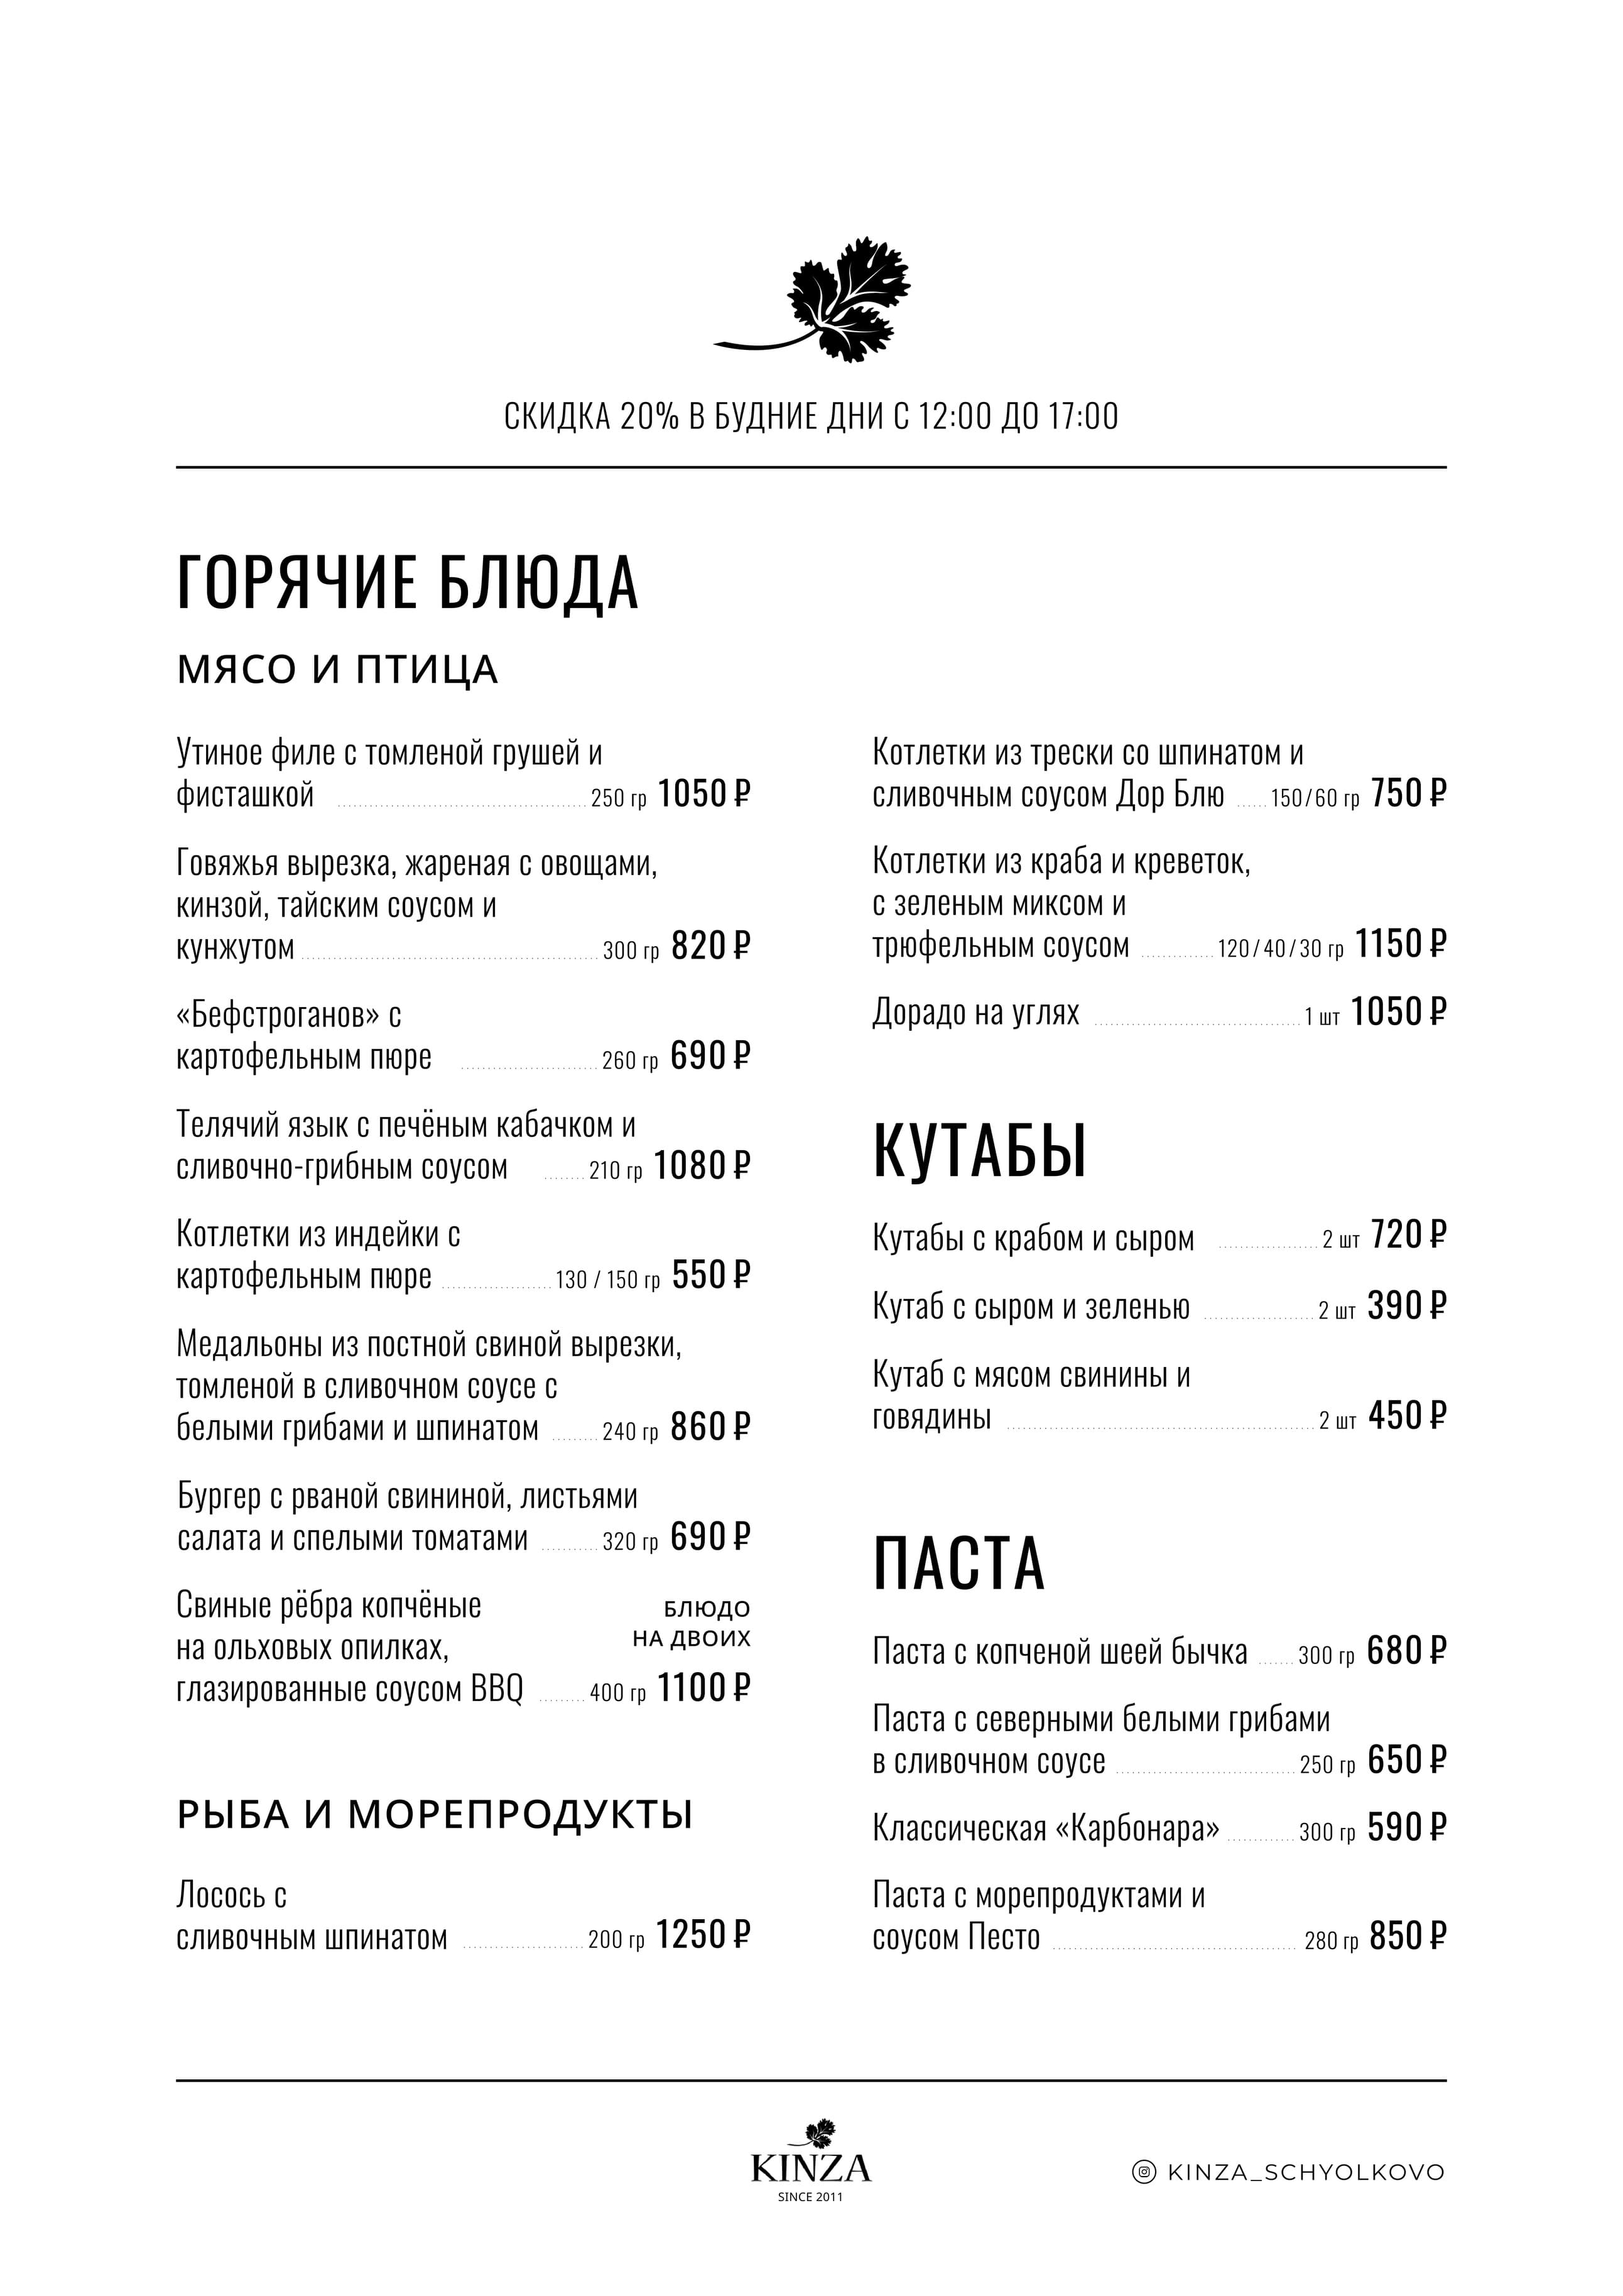 СКИДКА 20% В БУДНИЕ ДНИ С 12:00 ДО 17:00
ГОРЯЧИЕ БЛЮДА
МЯСО И ПТИЦА
Утиное филе с томленой грушей и
фисташкой 250 гр 1050 ₽
Говяжья вырезка, жареная с овощами,
кинзой, тайским соусом и
кунжутом 300 гр 820 ₽
«Бефстроганов» с
картофельным пюре 260 гр 690 ₽
Телячий язык с печёным кабачком и
сливочно-грибным соусом 210 гр 1080 ₽
Котлетки из индейки с
картофельным пюре 130 / 150 гр 550 ₽
Медальоны из постной свиной вырезки,
томленой в сливочном соусе с
белыми грибами и шпинатом 240 гр 860 ₽
Бургер с рваной свининой, листьями
салата и спелыми томатами 320 гр 690 ₽
Свиные рёбра копчёные
на ольховых опилках,
БЛЮДО
НА ДВОИХ
глазированные соусом BBQ 400 гр 1100 ₽
РЫБА И МОРЕПРОДУКТЫ
Лосось с
сливочным шпинатом 200 гр 1250 ₽
Котлетки из трески со шпинатом и
сливочным соусом Дор Блю 150/60 гр 750 ₽
Котлетки из краба и креветок,
с зеленым миксом и
трюфельным соусом 120/40/30 гр 1150 ₽
Дорадо на углях 1 шт 1050 ₽
КУТАБЫ
Кутабы с крабом и сыром 2 шт 720 ₽
Кутаб с сыром и зеленью 2 шт 390 ₽
Кутаб с мясом свинины и
говядины 2 шт 450 ₽
ПАСТА
Паста с копченой шеей бычка 300 гр 680 ₽
Паста с северными белыми грибами
в сливочном соусе 250 гр 650 ₽
Классическая «Карбонара» 300 гр 590 ₽
Паста с морепродуктами и
соусом Песто 280 гр 850 ₽
KINZA
SINCE 2011
KINZA_SCHYOLKOVO